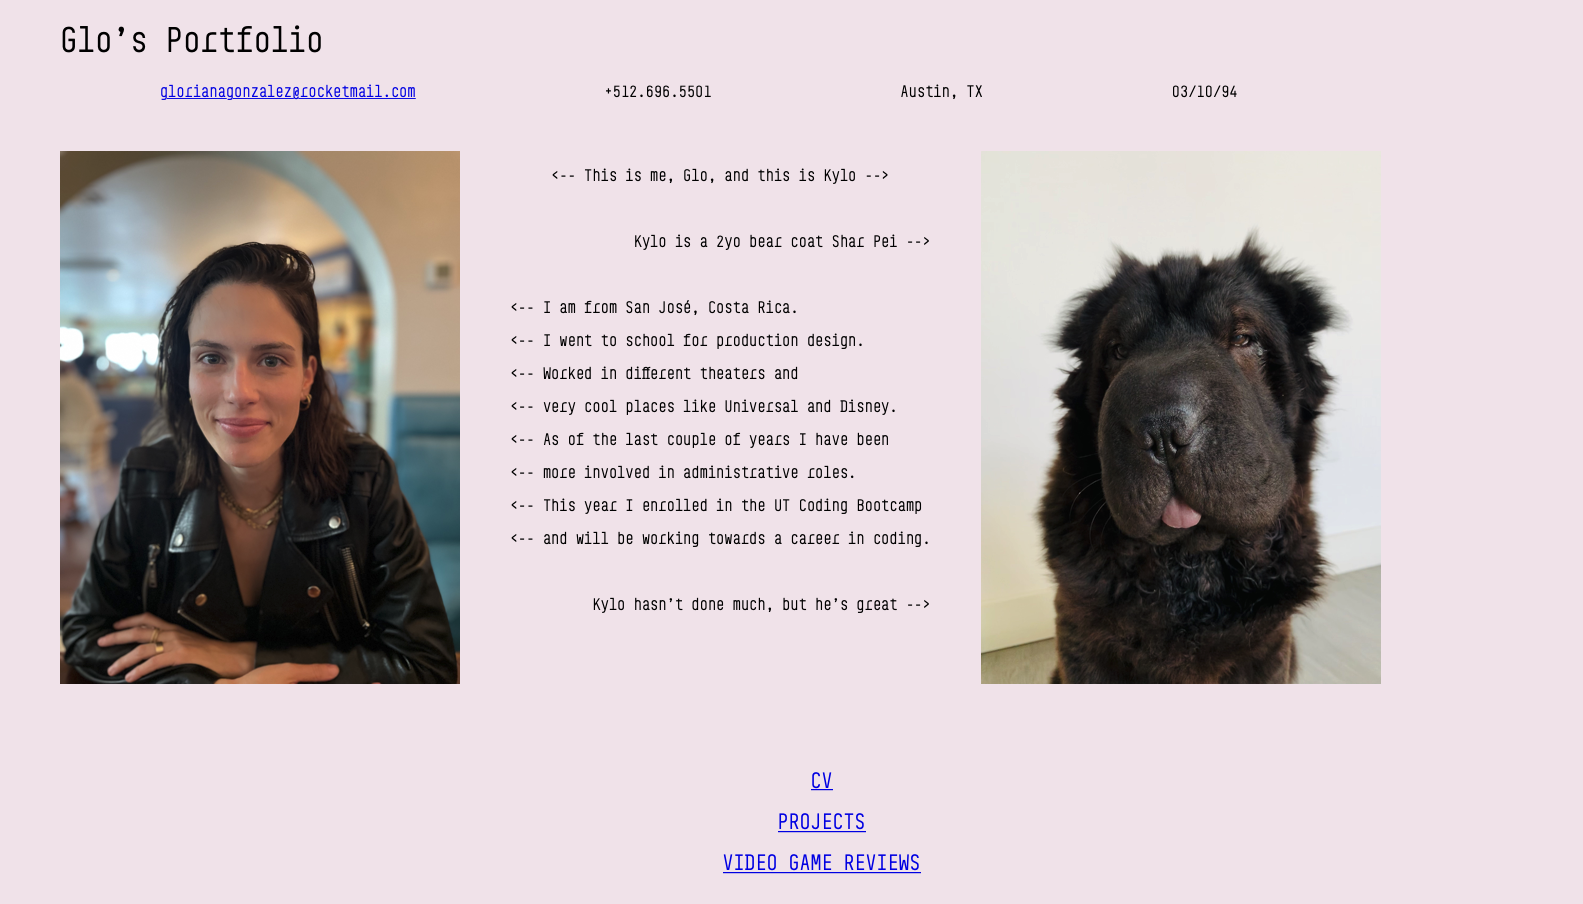 Glo's Portfolio
glorianagonzalez@rocketmail.com +512.696.5501 Austin, TX 03/10/94
<-- This is me, Glo, and this is Kylo -->
Kylo is a 2yo bear coat Shar Pei -->
<-- I am from San José, Costa Rica.
<-- I went to school for production design.
<-- Worked in different theaters and
<-- very cool places like Universal and Disney.
<-- As of the last couple of years I have been
<-- more involved in administrative roles.
<-- This year I enrolled in the UT Coding Bootcamp
<-- and will be working towards a career in coding.
Kylo hasn't done much, but he's great -->
CV
PROJECTS
VIDEO GAME REVIEWS